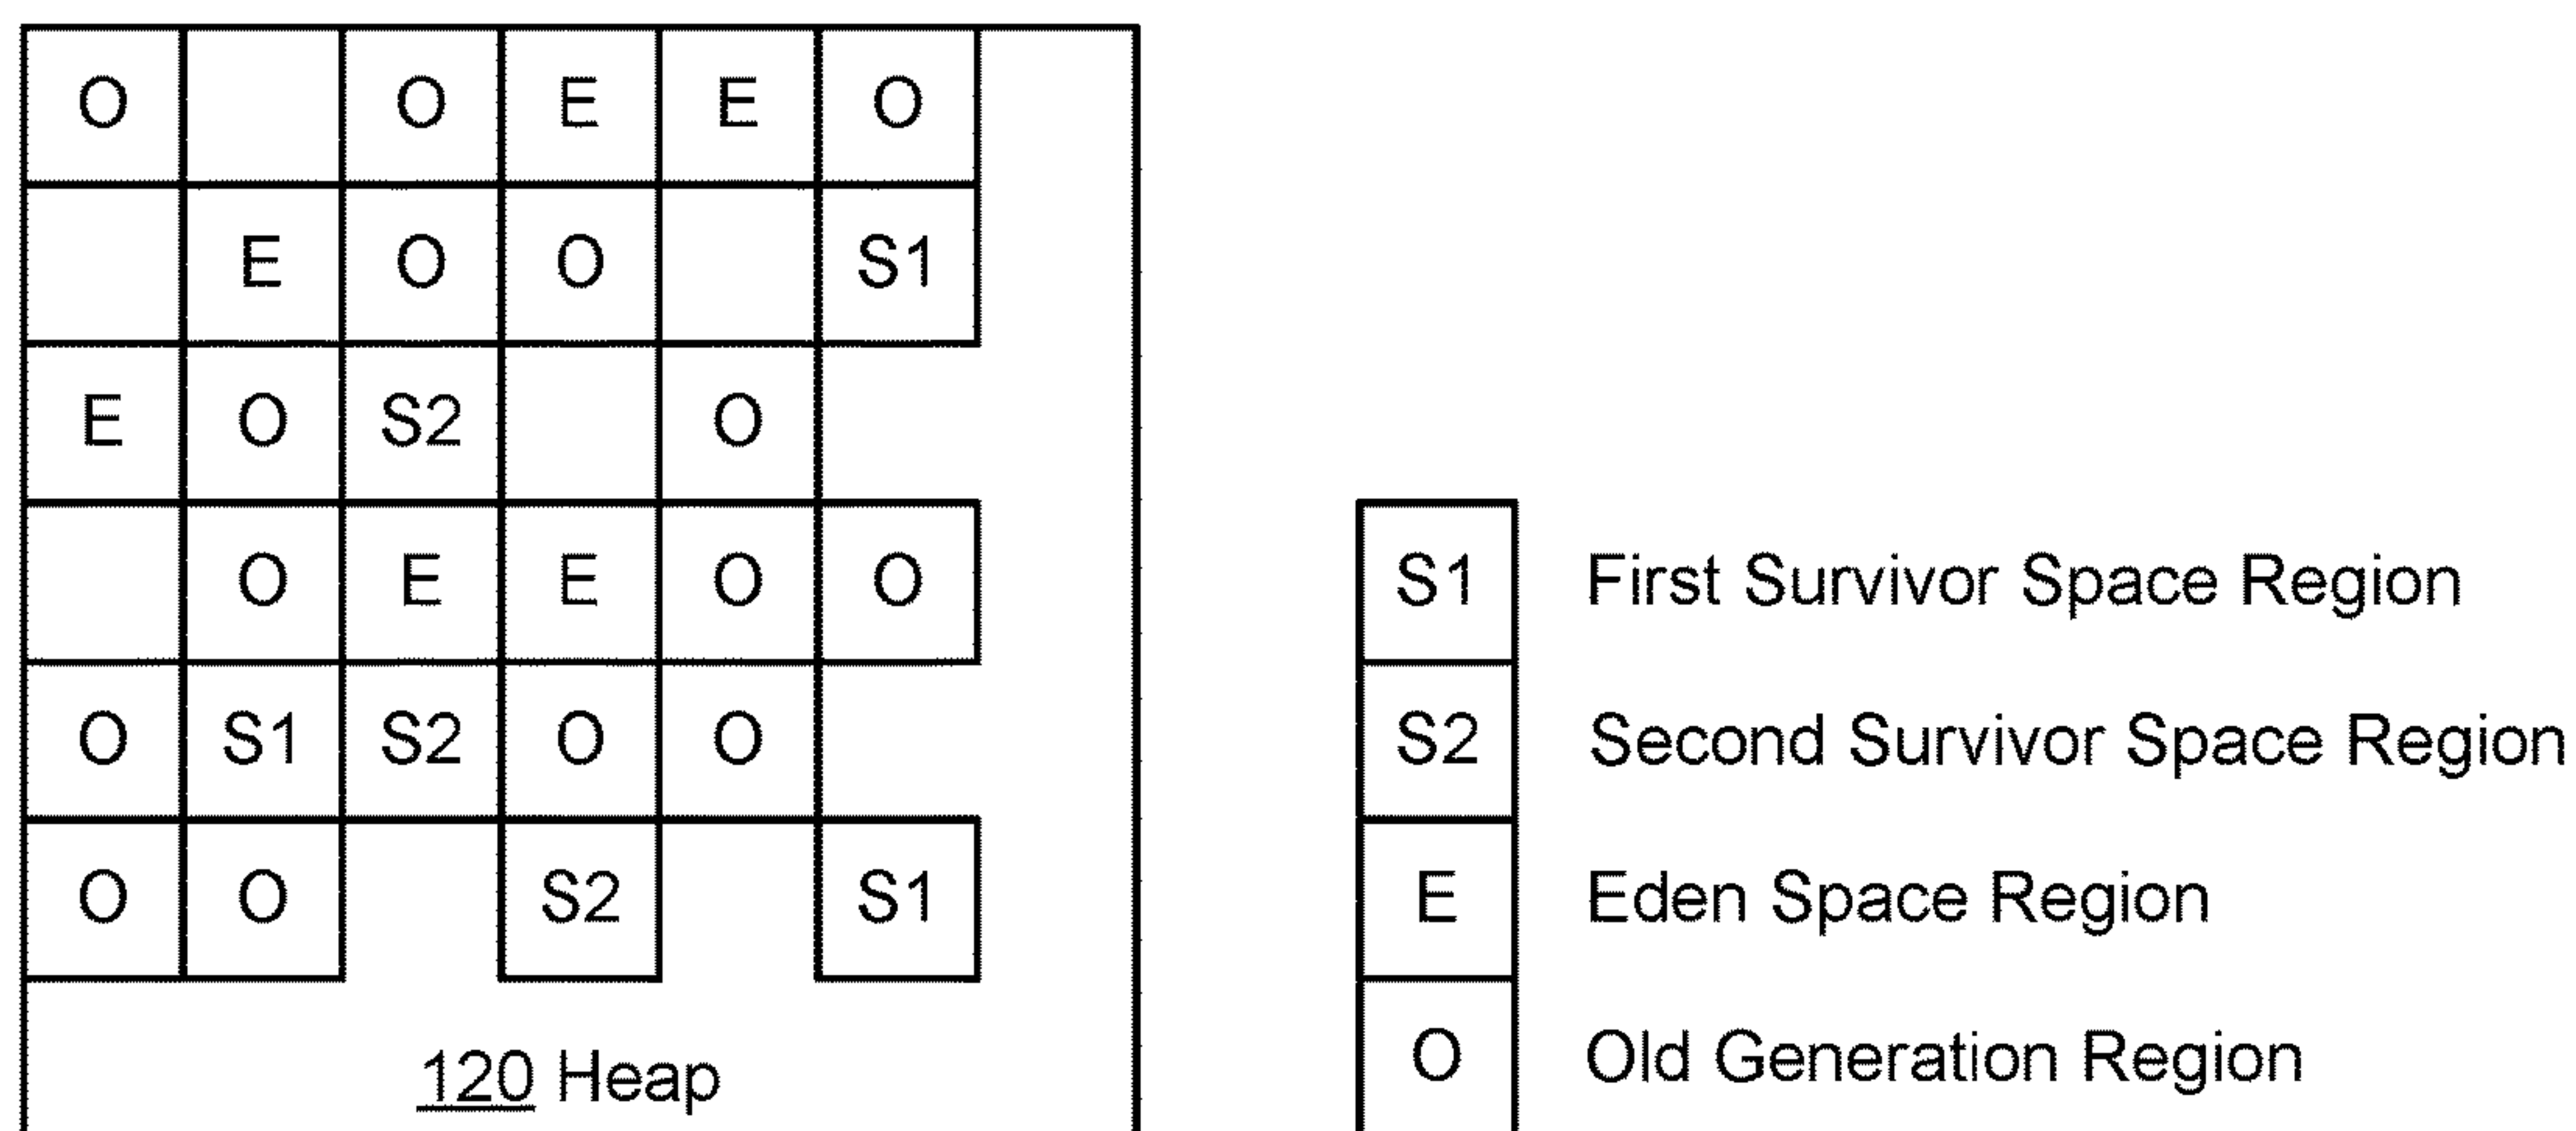 O O E E O
E O O S1
E O S2 O
O E E O O
O S1 S2 O O
O O S2 S1
120 Heap
S1 First Survivor Space Region
S2 Second Survivor Space Region
E Eden Space Region
O Old Generation Region